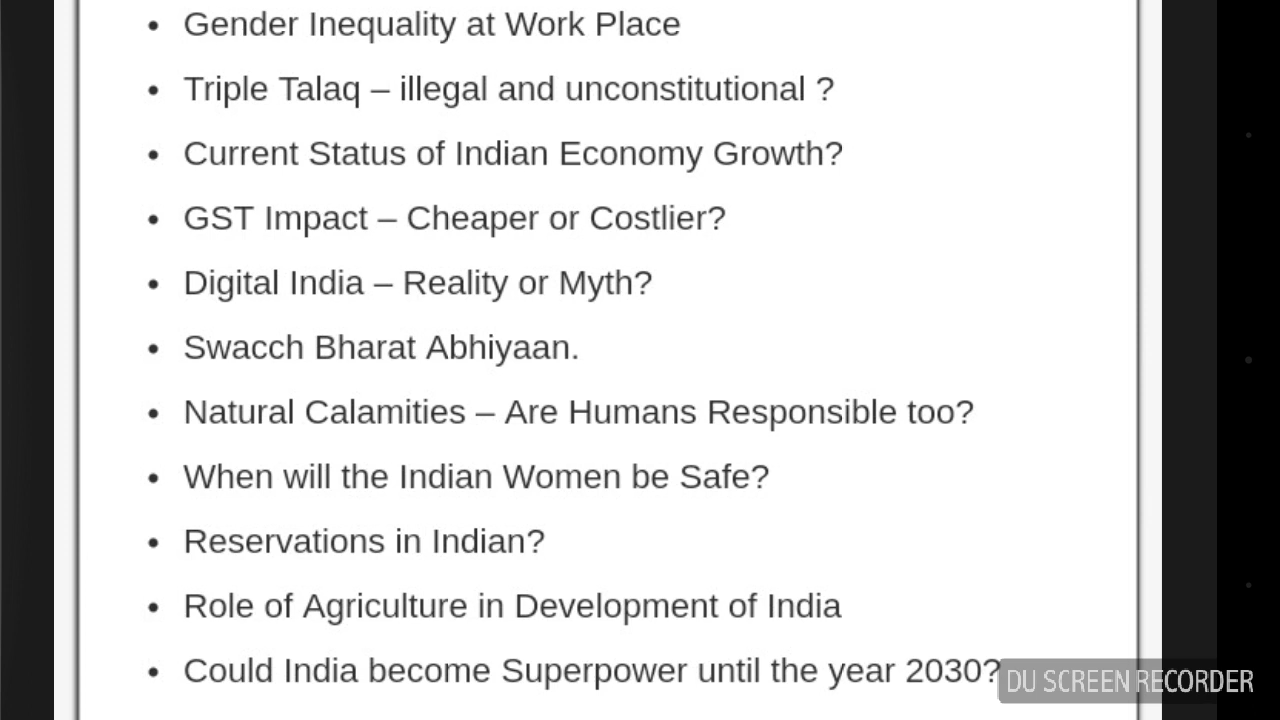 • Gender Inequality at Work Place
• Triple Talaq – illegal and unconstitutional ?
• Current Status of Indian Economy Growth?
• GST Impact – Cheaper or Costlier?
• Digital India – Reality or Myth?
• Swacch Bharat Abhiyaan.
• Natural Calamities – Are Humans Responsible too?
• When will the Indian Women be Safe?
• Reservations in Indian?
• Role of Agriculture in Development of India
• Could India become Superpower until the year 2030?
DU SCREEN RECORDER